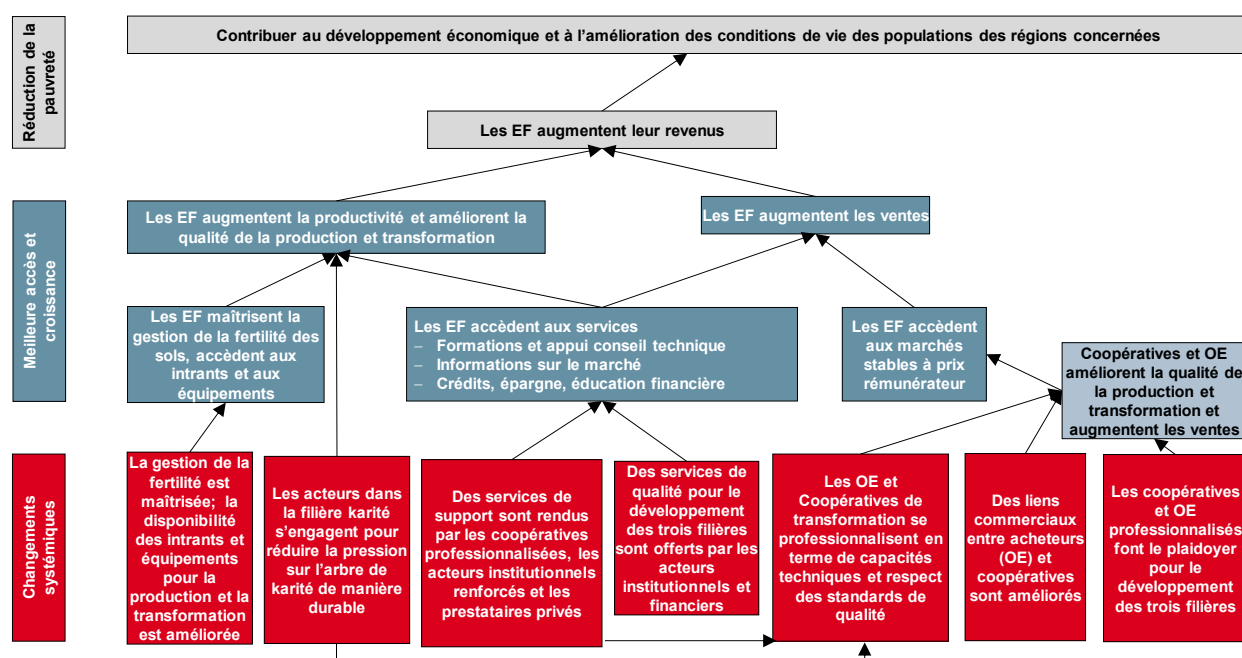 Réduction de la
pauvreté
Contribuer au développement économique et à l'amélioration des conditions de vie des populations des régions concernées
Les EF augmentent leur revenus
Meilleure accès et
croissance
Les EF augmentent la productivité et améliorent la
qualité de la production et transformation
Les EF augmentent les ventes
Les EF maîtrisent la
gestion de la fertilité des
sols, accèdent aux
intrants et aux
équipements
Les EF accèdent aux services
– Formations et appui conseil technique
– Informations sur le marché
– Crédits, épargne, éducation financière
Les EF accèdent
aux marchés
stables à prix
rémunérateur
Coopératives et OE
améliorent la qualité de
la production et
transformation et
augmentent les ventes
Changements
systémiques
La gestion de la
fertilité est
maîtrisée; la
disponibilité
des intrants et
équipements
pour la
production et la
transformation
est améliorée
Les acteurs dans
la filière karité
s'engagent pour
réduire la pression
sur l'arbre de
karité de manière
durable
Des services de
support sont rendus
par les coopératives
professionnalisées, les
acteurs institutionnels
renforcés et les
prestataires privés
Des services de
qualité pour le
développement
des trois filières
sont offerts par les
acteurs
institutionnels et
financiers
Les OE et
Coopératives de
transformation se
professionnalisent en
terme de capacités
techniques et respect
des standards de
qualité
Des liens
commerciaux
entre acheteurs
(OE) et
coopératives
sont améliorés
Les coopératives
et OE
professionnalisés
font le plaidoyer
pour le
développement
des trois filières